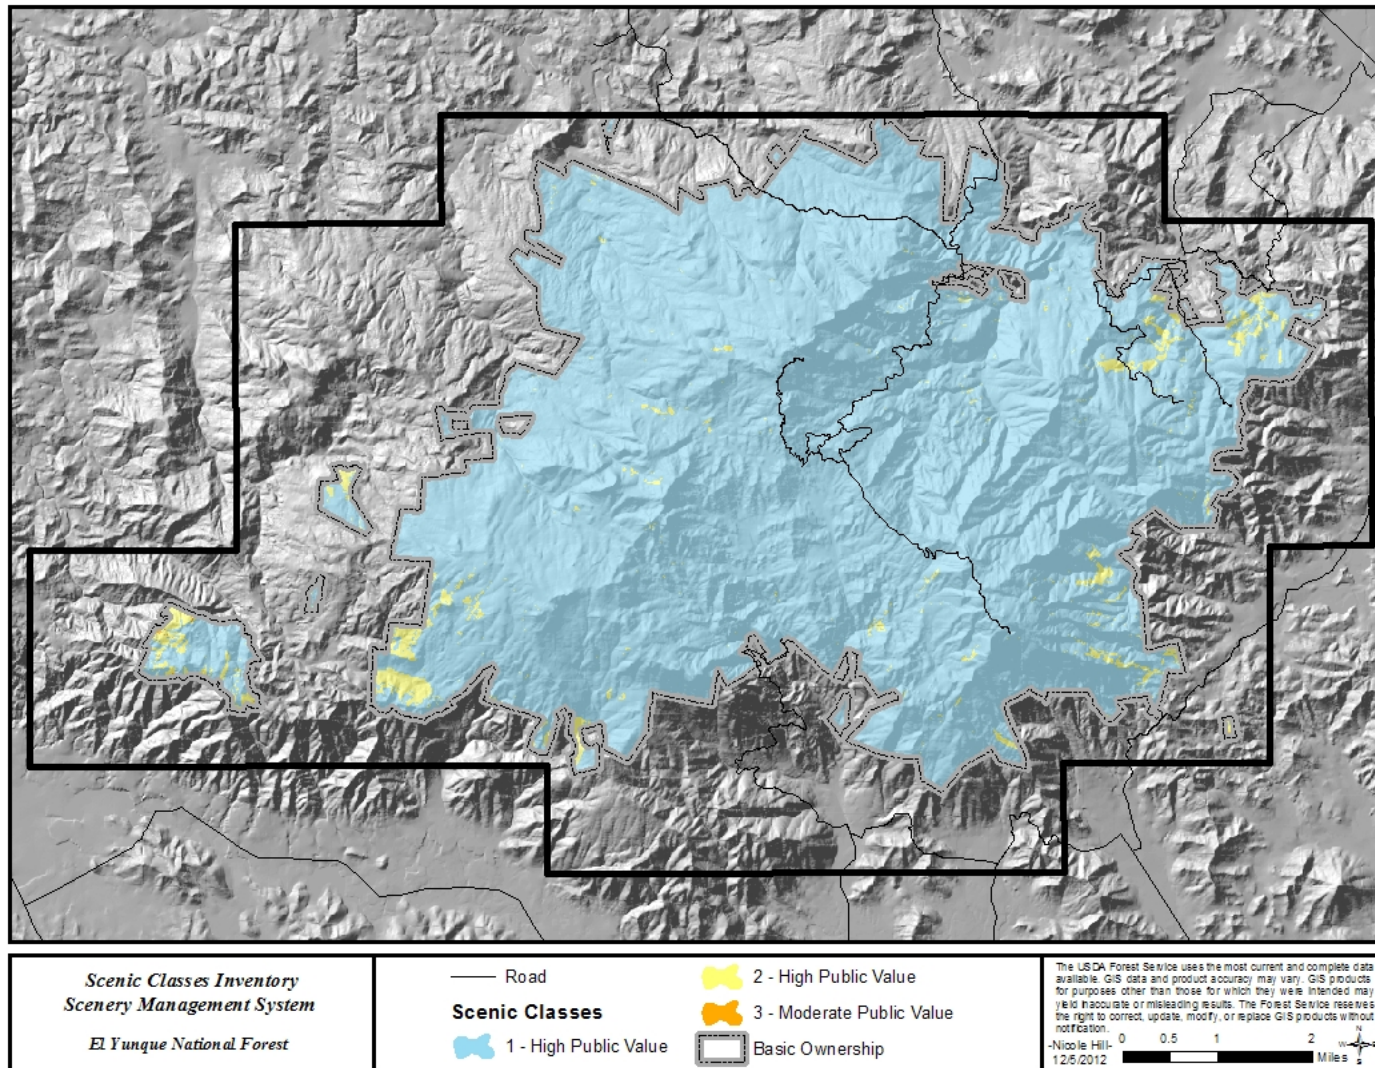 Scenic Classes Inventory
Scenery Management System
El Yunque National Forest
Road
Scenic Classes
1 - High Public Value
2 - High Public Value
3 - Moderate Public Value
Basic Ownership
The USDA Forest Service uses the most current and complete data
available. GIS data and product accuracy may vary. GIS products
for purposes other than those for which they were intended may
yield inaccurate or misleading results. The Forest Service reserves
the right to correct, update, modify, or replace GIS products without
notification.
-Nicole Hill-
12/5/2012
0 0.5 1 2
Miles
N
W E
S